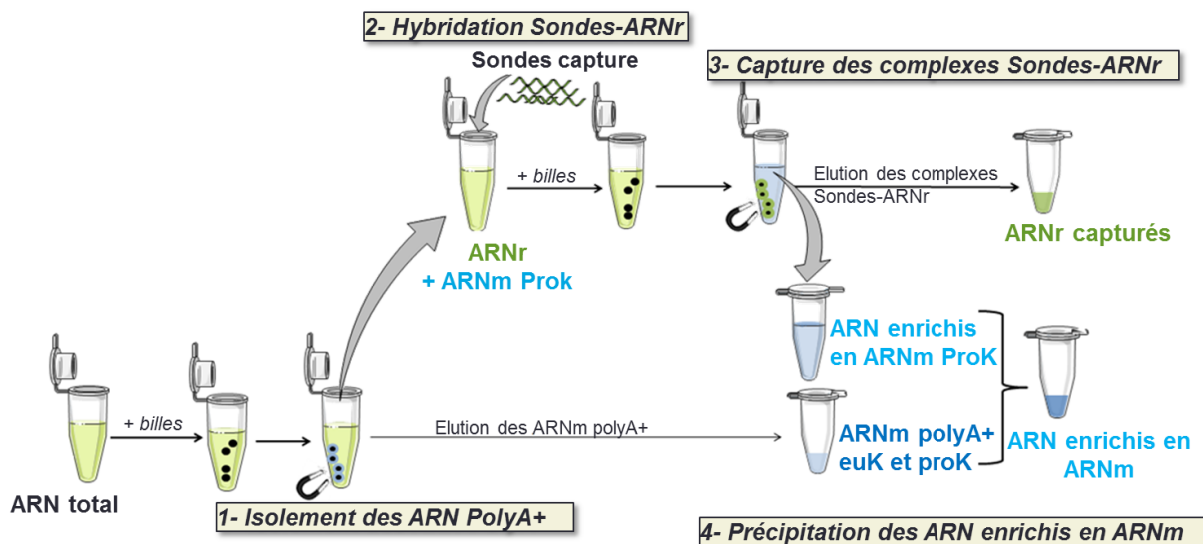 2- Hybridation Sondes-ARNr
Sondes capture
3- Capture des complexes Sondes-ARNr
+ billes
Elution des complexes
Sondes-ARNr
ARNr
+ ARNm Prok
ARNr capturés
ARN enrichis
en ARNm ProK
+ billes
Elution des ARNm polyA+
ARNm polyA+
euK et proK
ARN enrichis en
ARNm
ARN total
1- Isolement des ARN PolyA+
4- Précipitation des ARN enrichis en ARNm